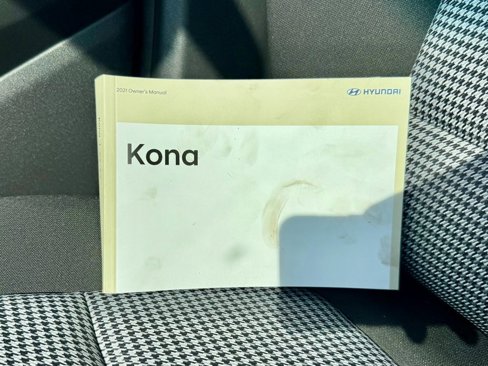 2021 Owner's Manual
HYUNDAI
Kona